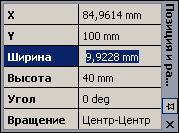 X 84,9614 mm
Y 100 mm
Ширина 9,9228 mm
Высота 40 mm
Угол 0 deg
Вращение Центр-Центр
Позиция и ра...